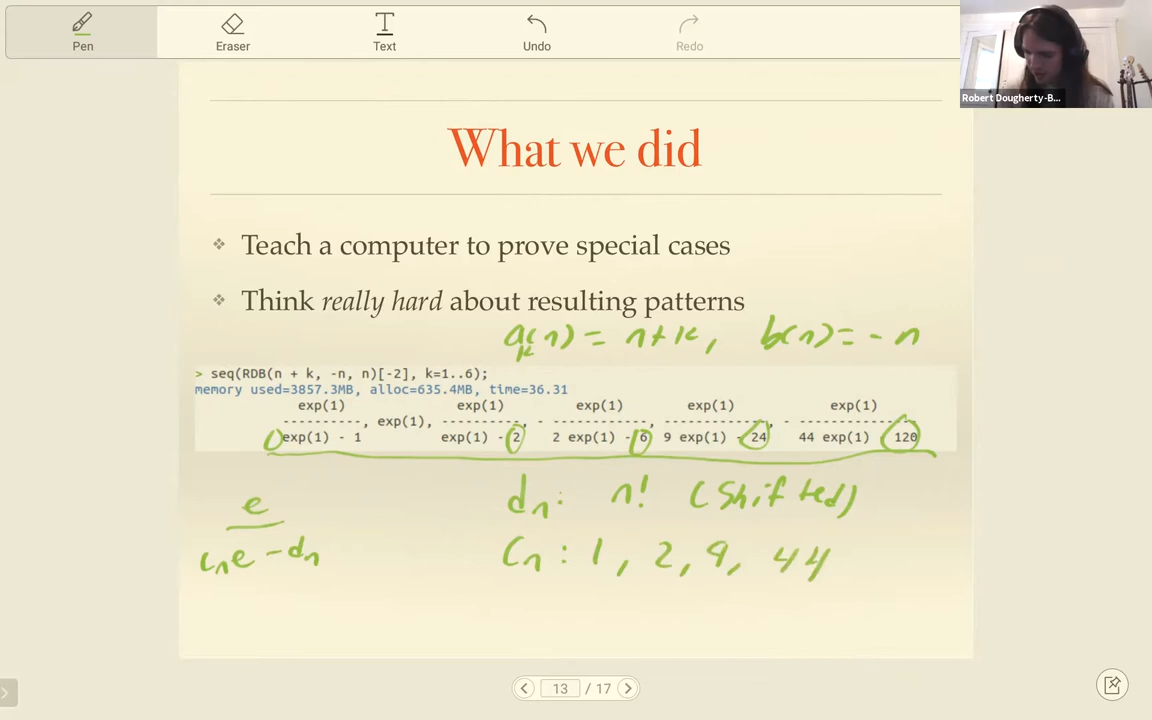 Pen Eraser Text Undo Redo
Robert Dougherty-B...
What we did
❖ Teach a computer to prove special cases
❖ Think really hard about resulting patterns
aₖ(n) = n+k, b(n) = -n
> seq(RDB(n + k, -n, n)[-2], k=1..6);
memory used=3857.3MB, alloc=635.4MB, time=36.31
exp(1) exp(1) exp(1) exp(1) exp(1)
----------, exp(1), ----------, - ------------, ------------, - --------------
exp(1) - 1 exp(1) - 2 2 exp(1) - 6 9 exp(1) - 24 44 exp(1) 120
dₙ: n! (Shifted)
e
cₙe - dₙ
Cₙ: 1, 2, 9, 44
13 / 17